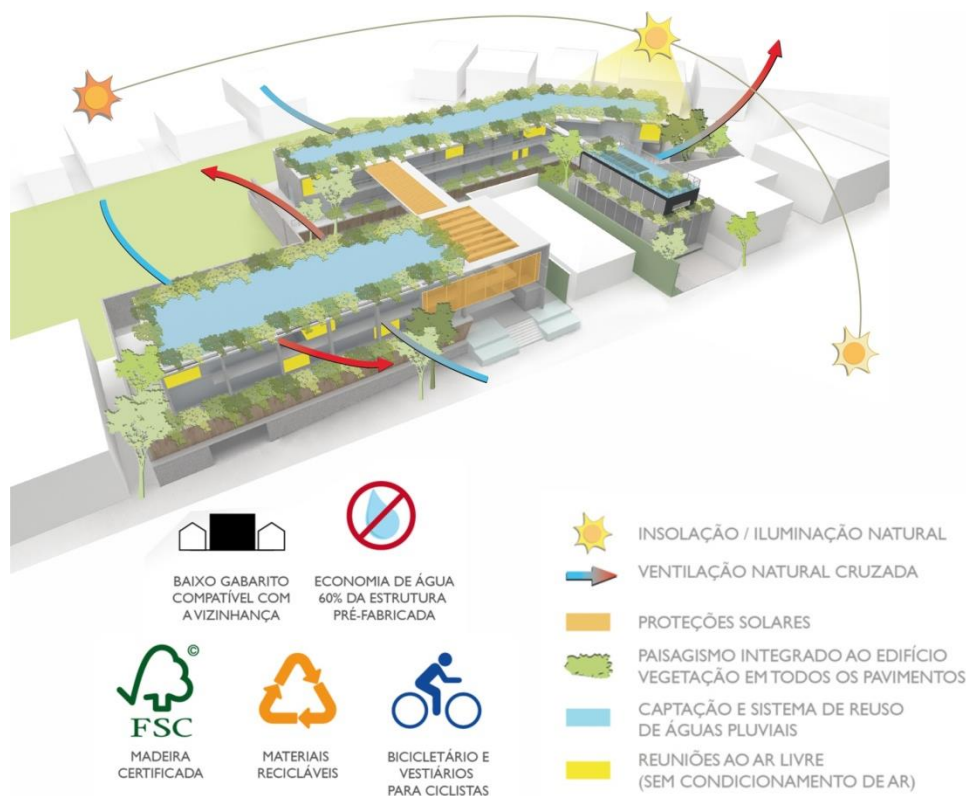 BAIXO GABARITO
COMPATÍVEL COM
A VIZINHANÇA
ECONOMIA DE ÁGUA
60% DA ESTRUTURA
PRÉ-FABRICADA
©
FSC
MADEIRA
CERTIFICADA
MATERIAIS
RECICLÁVEIS
BICICLETÁRIO E
VESTIÁRIOS
PARA CICLISTAS
INSOLAÇÃO / ILUMINAÇÃO NATURAL
VENTILAÇÃO NATURAL CRUZADA
PROTEÇÕES SOLARES
PAISAGISMO INTEGRADO AO EDIFÍCIO
VEGETAÇÃO EM TODOS OS PAVIMENTOS
CAPTAÇÃO E SISTEMA DE REUSO
DE ÁGUAS PLUVIAIS
REUNIÕES AO AR LIVRE
(SEM CONDICIONAMENTO DE AR)